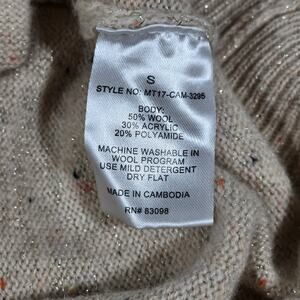 S
STYLE NO: MT17-CAM-3295
BODY:
50% WOOL
30% ACRYLIC
20% POLYAMIDE
MACHINE WASHABLE IN
WOOL PROGRAM
USE MILD DETERGENT
DRY FLAT
MADE IN CAMBODIA
RN# 83098